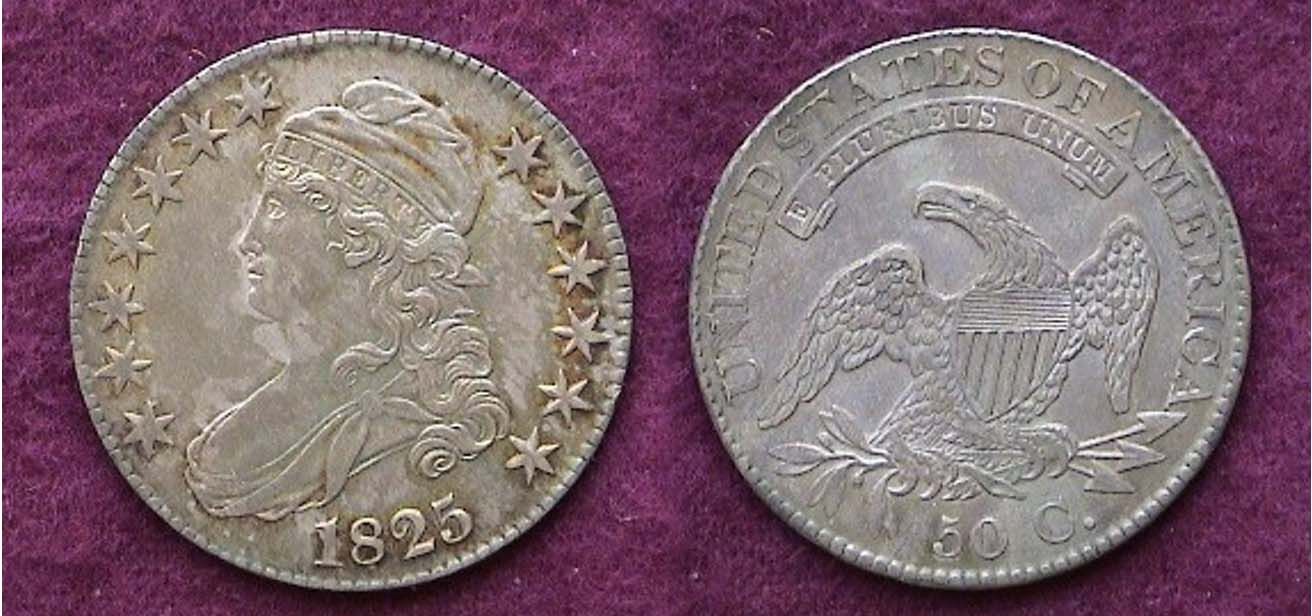 LIBERTY
1825
UNITED STATES OF AMERICA
E PLURIBUS UNUM
50 C.